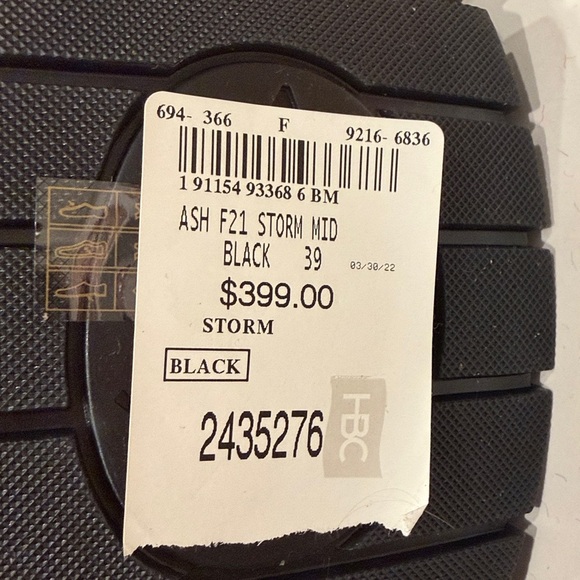 694- 366 F 9216- 6836
1 91154 93368 6 BM
ASH F21 STORM MID
BLACK 39 03/30/22
$399.00
STORM
BLACK
2435276
HBC